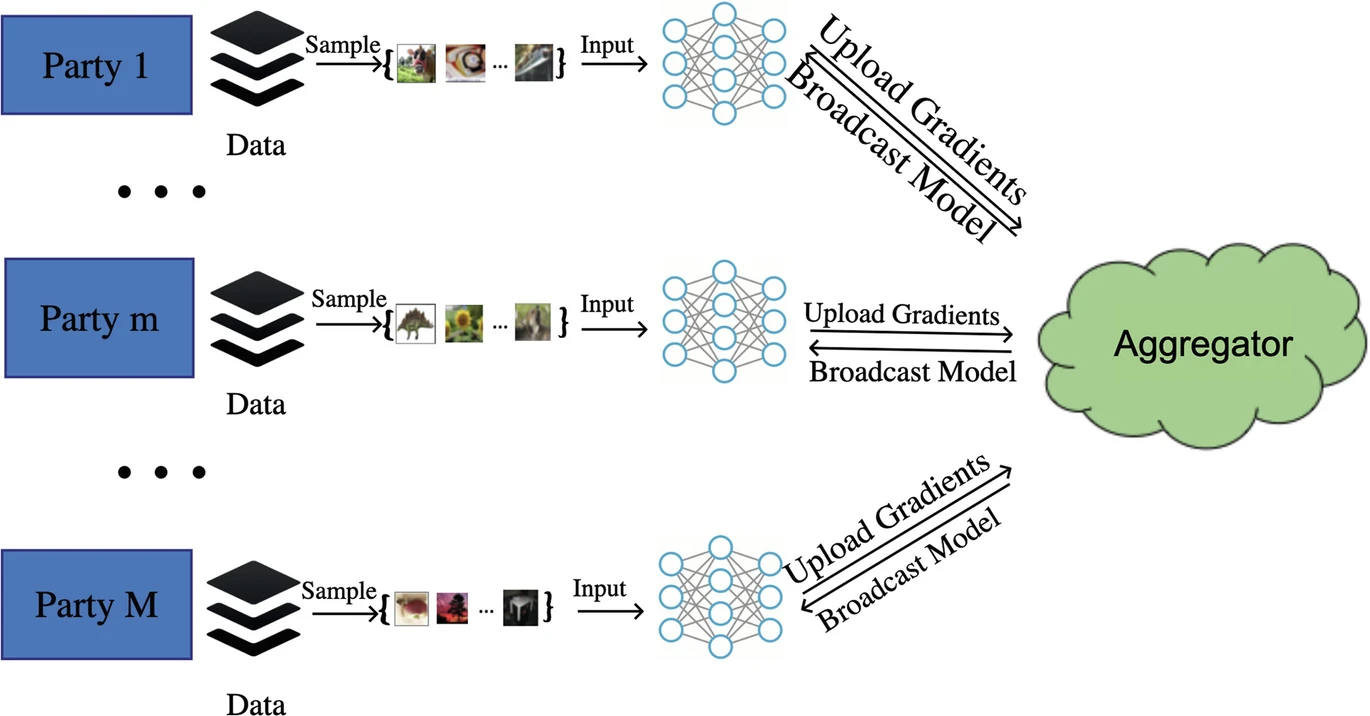 Party 1
Data
Sample
{ ... }
Input
Upload Gradients
Broadcast Model
• • •
Party m
Data
Sample
{ ... }
Input
Upload Gradients
Broadcast Model
Aggregator
• • •
Party M
Data
Sample
{ ... }
Input
Upload Gradients
Broadcast Model